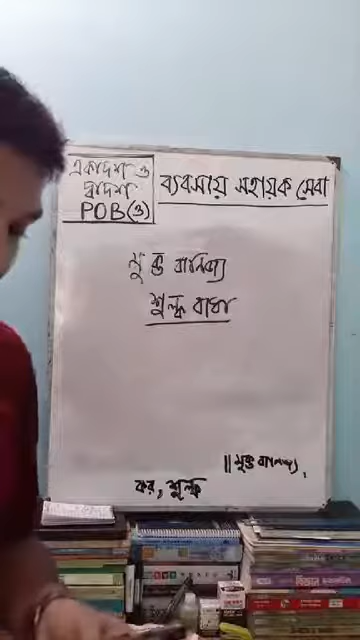 একাদশ ও
দ্বাদশ
POB(৩)
ব্যবসায় সহায়ক সেবা
মুক্ত বানিজ্য
শুল্ক বাধা
|| মুক্ত বানিজ্য,
কর, শুল্ক